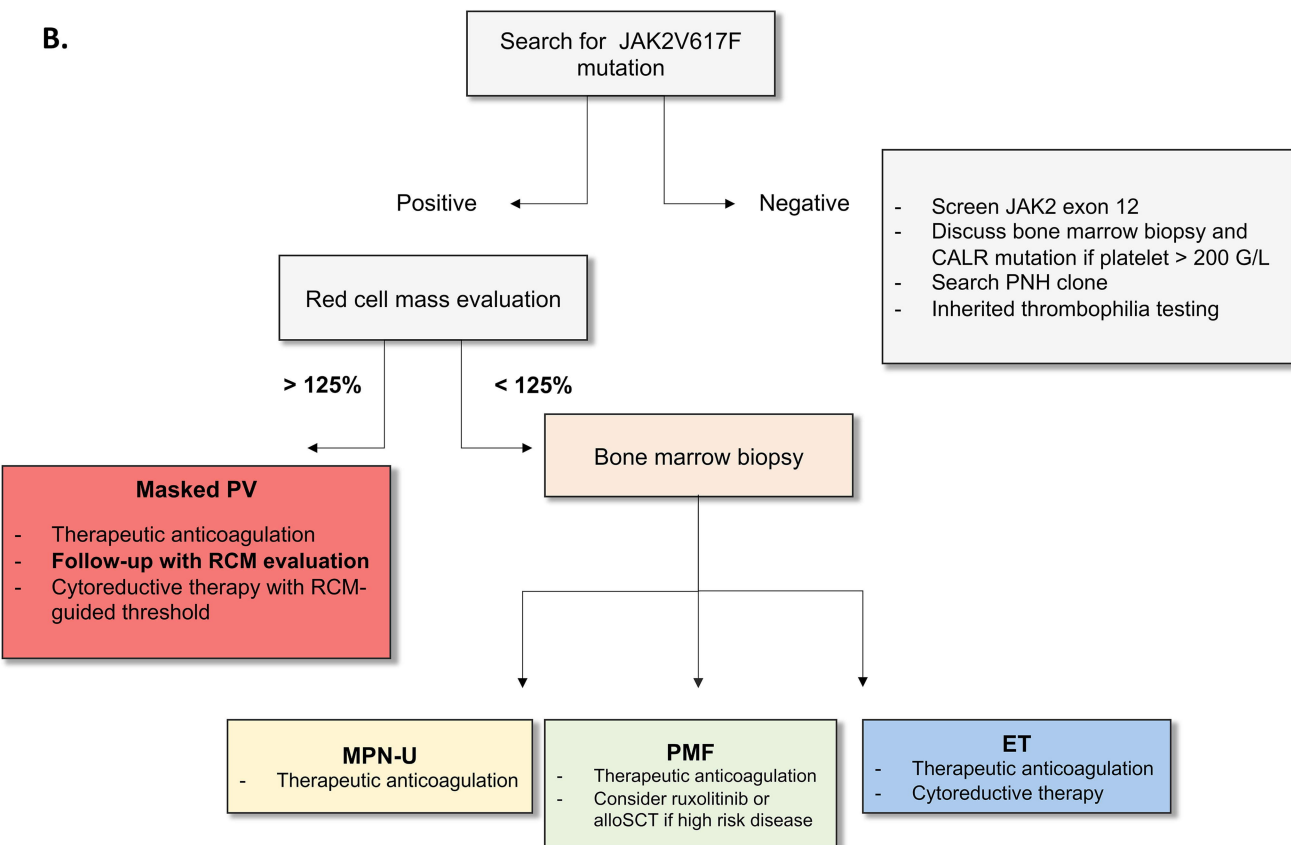 B.
Search for JAK2V617F
mutation
Positive
Negative
- Screen JAK2 exon 12
- Discuss bone marrow biopsy and
CALR mutation if platelet > 200 G/L
- Search PNH clone
- Inherited thrombophilia testing
Red cell mass evaluation
> 125%
< 125%
Bone marrow biopsy
Masked PV
- Therapeutic anticoagulation
- Follow-up with RCM evaluation
- Cytoreductive therapy with RCM-
guided threshold
MPN-U
- Therapeutic anticoagulation
PMF
- Therapeutic anticoagulation
- Consider ruxolitinib or
alloSCT if high risk disease
ET
- Therapeutic anticoagulation
- Cytoreductive therapy